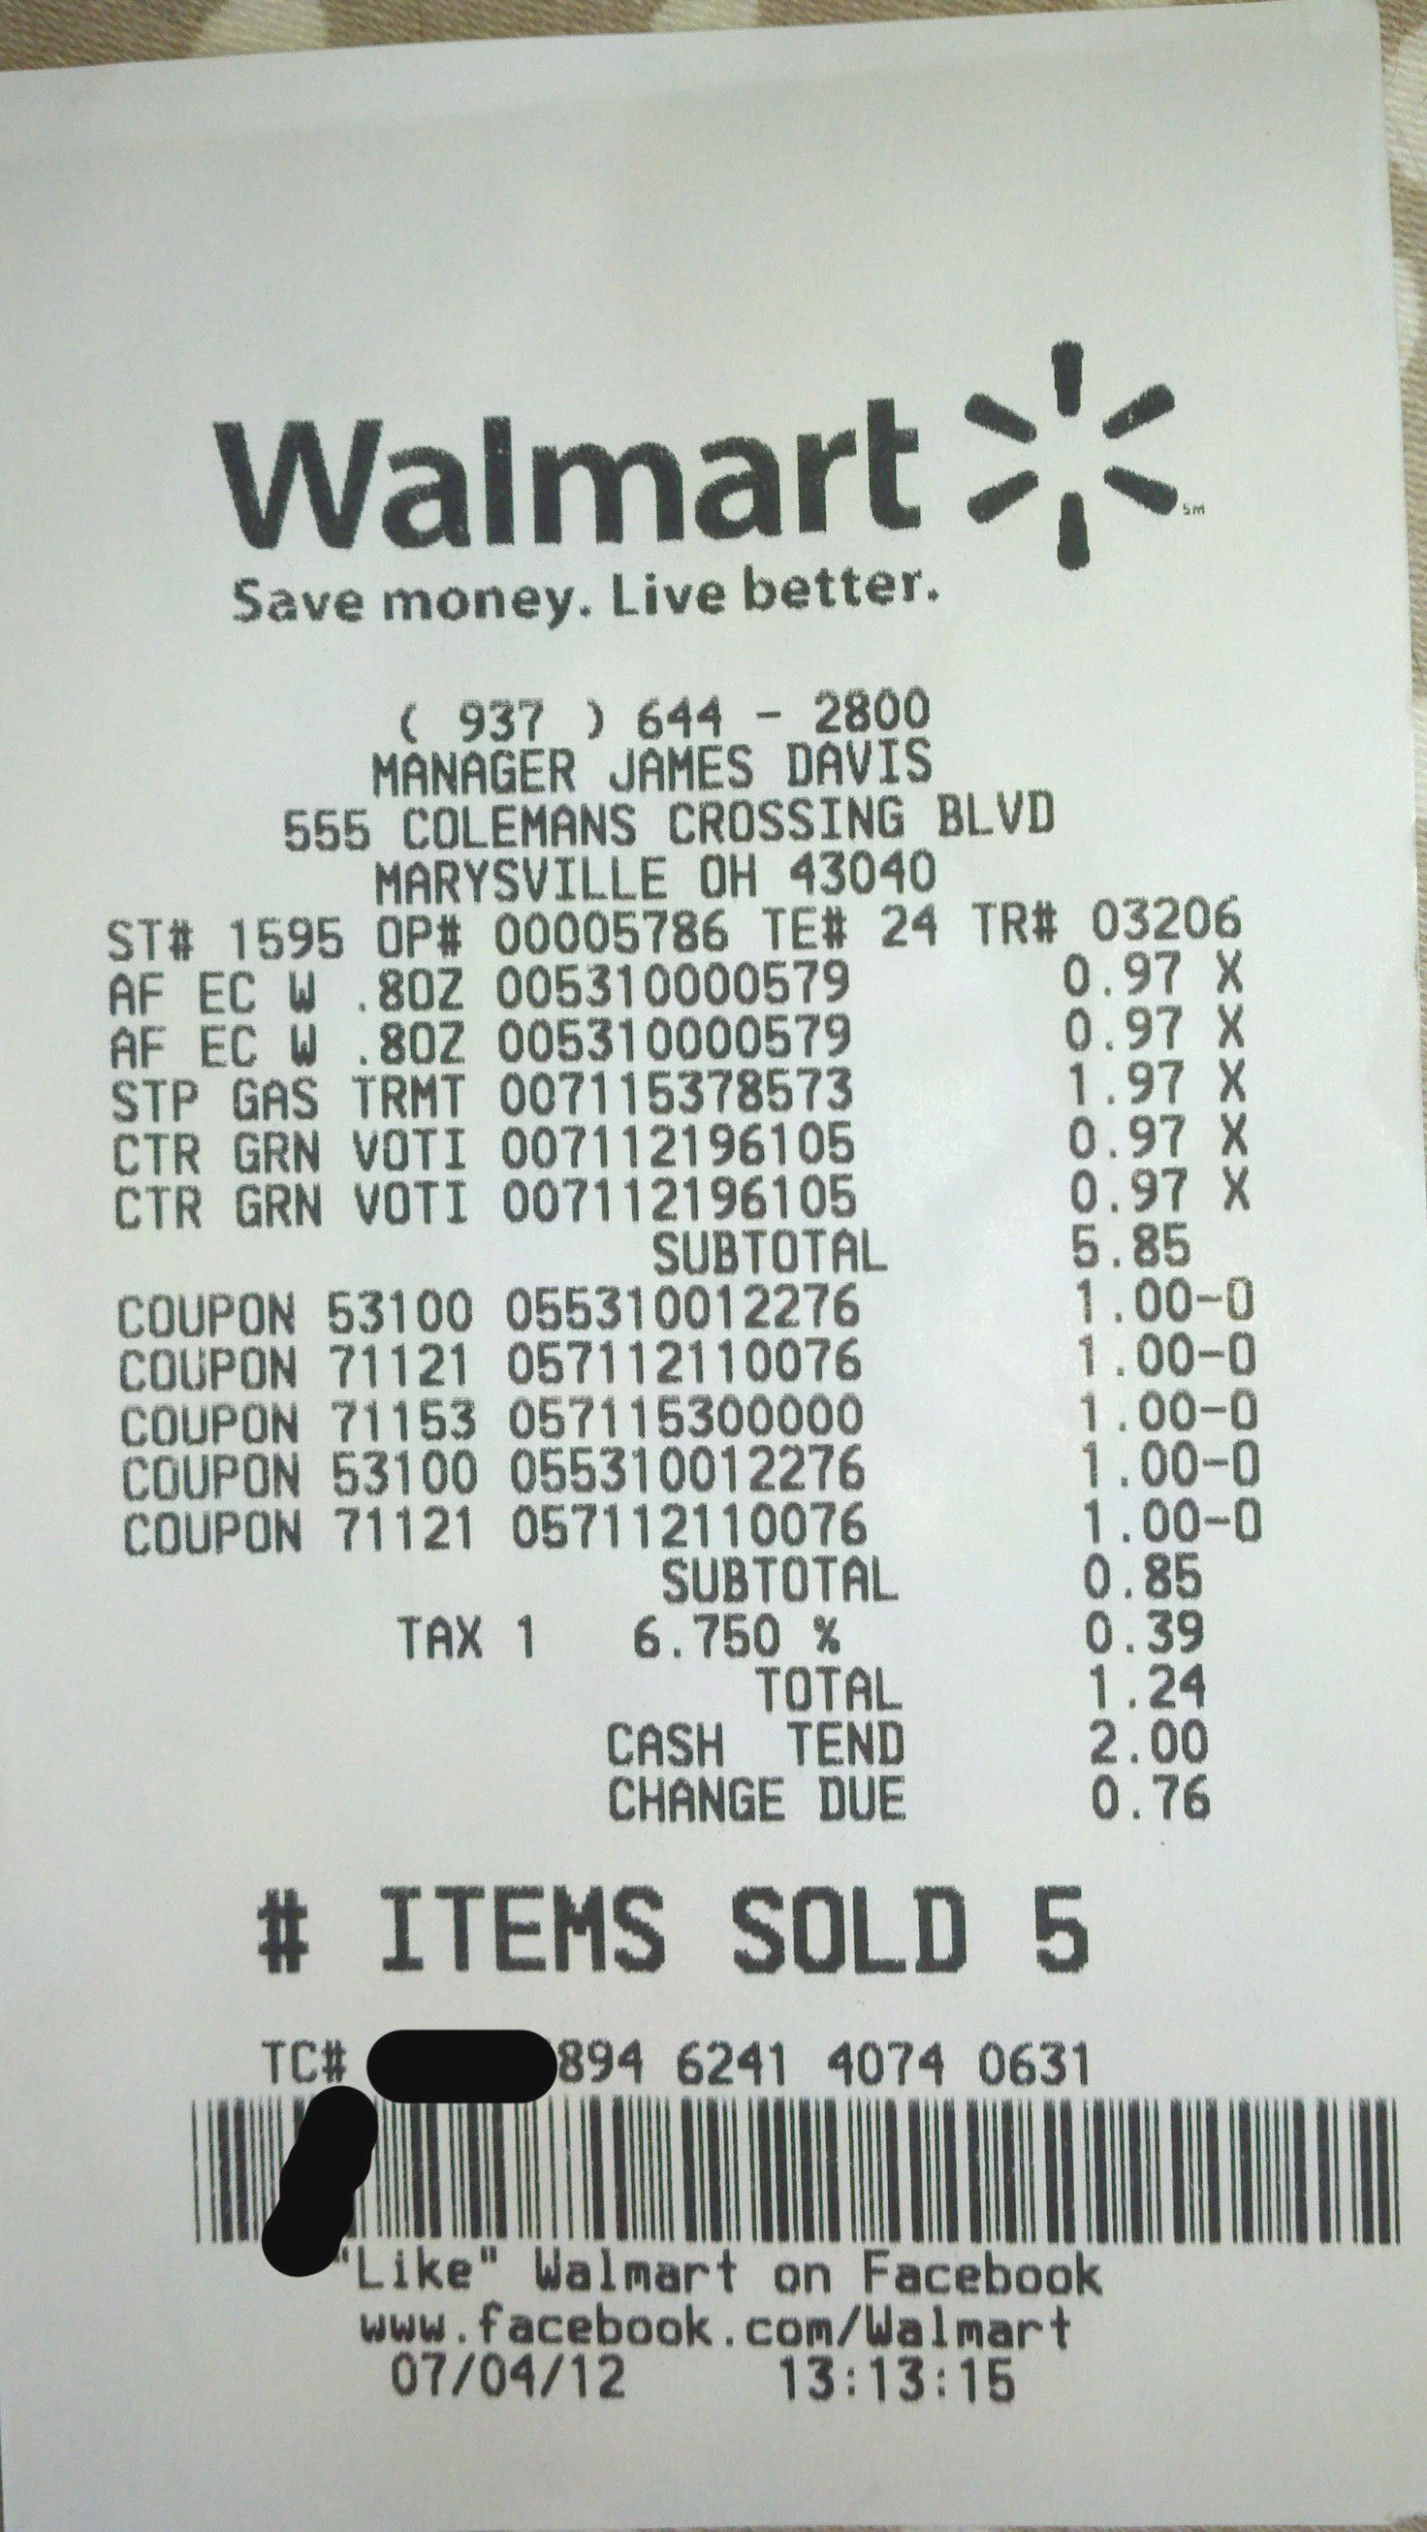 Walmart
SM
Save money. Live better.
( 937 ) 644 - 2800
MANAGER JAMES DAVIS
555 COLEMANS CROSSING BLVD
MARYSVILLE OH 43040
ST# 1595 OP# 00005786 TE# 24 TR# 03206
AF EC W .8OZ 005310000579 0.97 X
AF EC W .8OZ 005310000579 0.97 X
STP GAS TRMT 007115378573 1.97 X
CTR GRN VOTI 007112196105 0.97 X
CTR GRN VOTI 007112196105 0.97 X
SUBTOTAL 5.85
COUPON 53100 055310012276 1.00-O
COUPON 71121 057112110076 1.00-O
COUPON 71153 057115300000 1.00-O
COUPON 53100 055310012276 1.00-O
COUPON 71121 057112110076 1.00-O
SUBTOTAL 0.85
TAX 1 6.750 % 0.39
TOTAL 1.24
CASH TEND 2.00
CHANGE DUE 0.76
# ITEMS SOLD 5
TC# 894 6241 4074 0631
"Like" Walmart on Facebook
www.facebook.com/Walmart
07/04/12 13:13:15